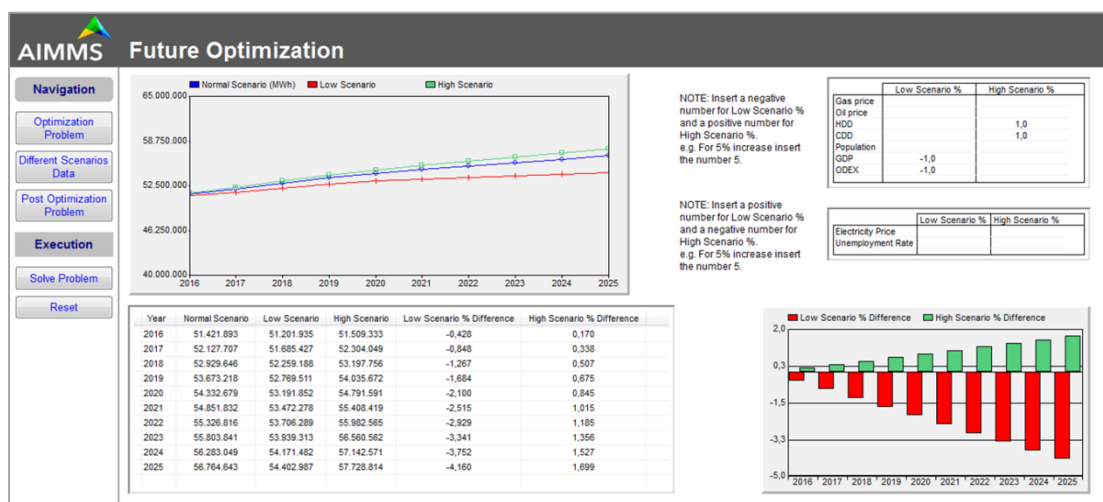 AIMMS
Future Optimization
Navigation
Optimization
Problem
Different Scenarios
Data
Post Optimization
Problem
Execution
Solve Problem
Reset
Normal Scenario (MWh) Low Scenario High Scenario
65.000.000
58.750.000
52.500.000
46.250.000
40.000.000
2016 2017 2018 2019 2020 2021 2022 2023 2024 2025
NOTE: Insert a negative
number for Low Scenario %
and a positive number for
High Scenario %.
e.g. For 5% increase insert
the number 5.
Low Scenario % High Scenario %
Gas price
Oil price
HDD 1,0
CDD 1,0
Population
GDP -1,0
ODEX -1,0
NOTE: Insert a positive
number for Low Scenario %
and a negative number for
High Scenario %.
e.g. For 5% increase insert
the number 5.
Low Scenario % High Scenario %
Electricity Price
Unemployment Rate
Year Normal Scenario Low Scenario High Scenario Low Scenario % Difference High Scenario % Difference
2016 51.421.893 51.201.935 51.509.333 -0,428 0,170
2017 52.127.707 51.685.427 52.304.049 -0,848 0,338
2018 52.929.646 52.259.188 53.197.756 -1,267 0,507
2019 53.673.218 52.769.511 54.035.672 -1,684 0,675
2020 54.332.679 53.191.852 54.791.591 -2,100 0,845
2021 54.851.832 53.472.278 55.408.419 -2,515 1,015
2022 55.326.816 53.706.289 55.982.565 -2,929 1,185
2023 55.803.841 53.939.313 56.560.562 -3,341 1,356
2024 56.283.049 54.171.482 57.142.571 -3,752 1,527
2025 56.764.643 54.402.987 57.728.814 -4,160 1,699
Low Scenario % Difference High Scenario % Difference
2,0
0,3
-1,5
-3,3
-5,0
2016 2017 2018 2019 2020 2021 2022 2023 2024 2025